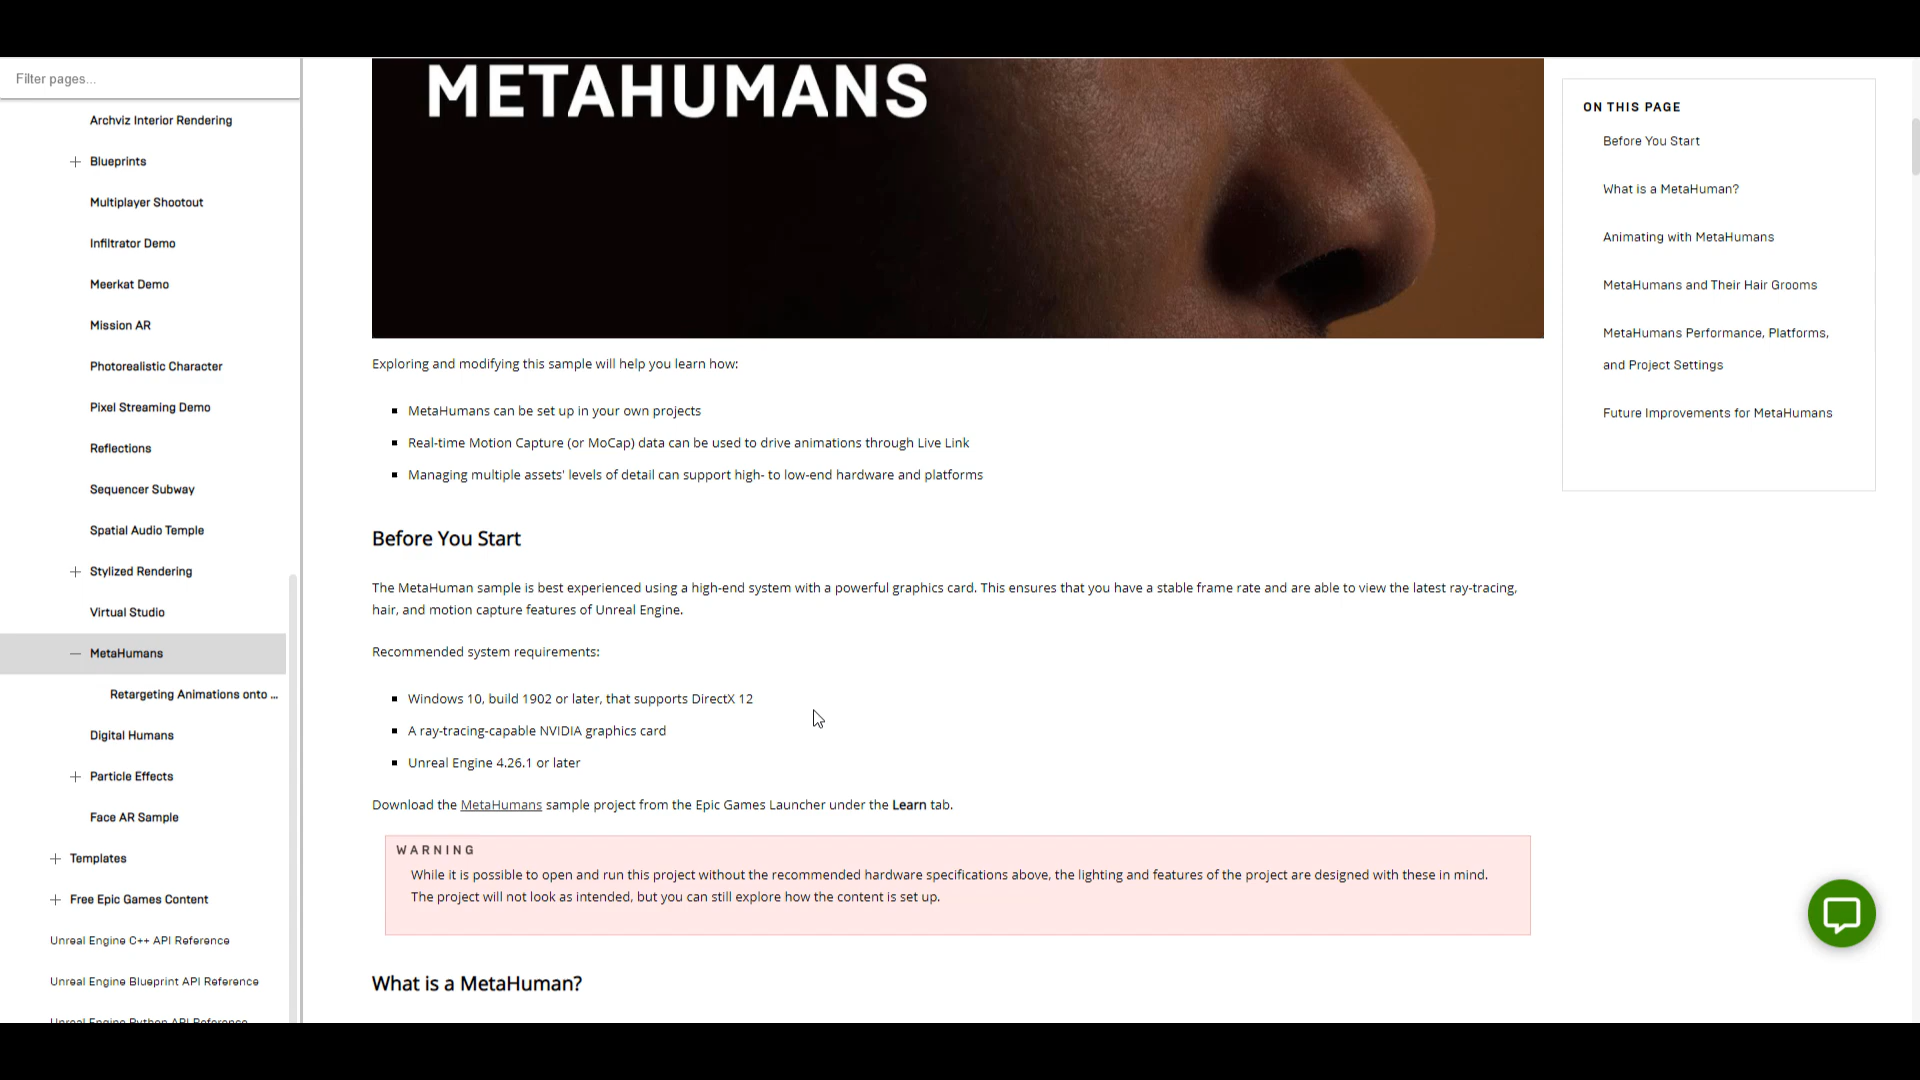 Filter pages...
Archviz Interior Rendering
Blueprints
Multiplayer Shootout
Infiltrator Demo
Meerkat Demo
Mission AR
Photorealistic Character
Pixel Streaming Demo
Reflections
Sequencer Subway
Spatial Audio Temple
Stylized Rendering
Virtual Studio
MetaHumans
Retargeting Animations onto ...
Digital Humans
Particle Effects
Face AR Sample
Templates
Free Epic Games Content
Unreal Engine C++ API Reference
Unreal Engine Blueprint API Reference
Unreal Engine Python API Reference
METAHUMANS
Exploring and modifying this sample will help you learn how:
MetaHumans can be set up in your own projects
Real-time Motion Capture (or MoCap) data can be used to drive animations through Live Link
Managing multiple assets' levels of detail can support high- to low-end hardware and platforms
Before You Start
The MetaHuman sample is best experienced using a high-end system with a powerful graphics card. This ensures that you have a stable frame rate and are able to view the latest ray-tracing,
hair, and motion capture features of Unreal Engine.
Recommended system requirements:
Windows 10, build 1902 or later, that supports DirectX 12
A ray-tracing-capable NVIDIA graphics card
Unreal Engine 4.26.1 or later
Download the MetaHumans sample project from the Epic Games Launcher under the Learn tab.
WARNING
While it is possible to open and run this project without the recommended hardware specifications above, the lighting and features of the project are designed with these in mind.
The project will not look as intended, but you can still explore how the content is set up.
What is a MetaHuman?
ON THIS PAGE
Before You Start
What is a MetaHuman?
Animating with MetaHumans
MetaHumans and Their Hair Grooms
MetaHumans Performance, Platforms,
and Project Settings
Future Improvements for MetaHumans